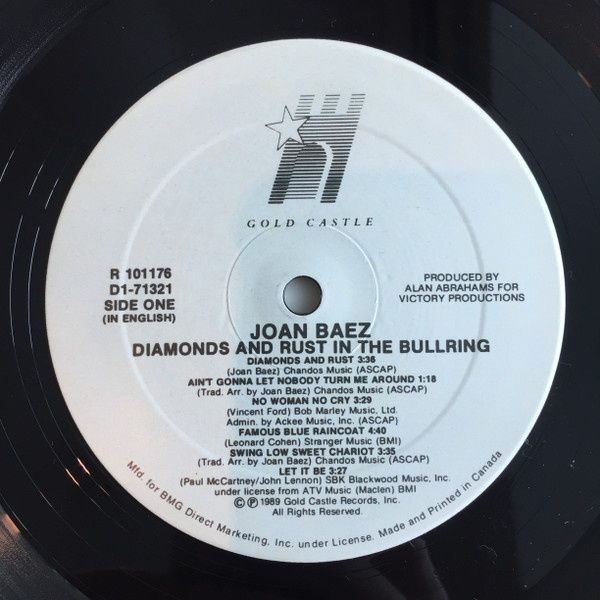 GOLD CASTLE
R 101176
D1-71321
SIDE ONE
(IN ENGLISH)
PRODUCED BY
ALAN ABRAHAMS FOR
VICTORY PRODUCTIONS
JOAN BAEZ
DIAMONDS AND RUST IN THE BULLRING
DIAMONDS AND RUST 3:36
(Joan Baez) Chandos Music (ASCAP)
AIN'T GONNA LET NOBODY TURN ME AROUND 1:18
(Trad. Arr. by Joan Baez) Chandos Music (ASCAP)
NO WOMAN NO CRY 3:29
(Vincent Ford) Bob Marley Music, Ltd.
Admin. by Ackee Music, Inc. (ASCAP)
FAMOUS BLUE RAINCOAT 4:40
(Leonard Cohen) Stranger Music (BMI)
SWING LOW SWEET CHARIOT 3:35
(Trad. Arr. by Joan Baez) Chandos Music (ASCAP)
LET IT BE 3:27
(Paul McCartney/John Lennon) SBK Blackwood Music, Inc.
under license from ATV Music (Maclen) BMI
© ℗ 1989 Gold Castle Records, Inc.
All Rights Reserved.
Mfd. for BMG Direct Marketing, Inc. under License. Made and Printed in Canada